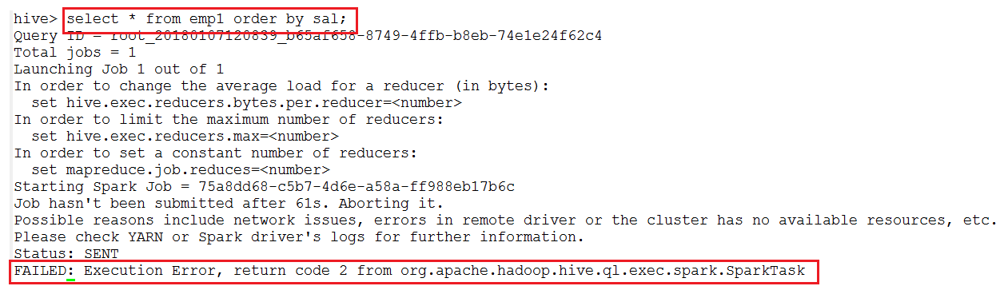 hive> select * from emp1 order by sal;
Query ID = root_20180107120839_b65af658-8749-4ffb-b8eb-74e1e24f62c4
Total jobs = 1
Launching Job 1 out of 1
In order to change the average load for a reducer (in bytes):
  set hive.exec.reducers.bytes.per.reducer=<number>
In order to limit the maximum number of reducers:
  set hive.exec.reducers.max=<number>
In order to set a constant number of reducers:
  set mapreduce.job.reduces=<number>
Starting Spark Job = 75a8dd68-c5b7-4d6e-a58a-ff988eb17b6c
Job hasn't been submitted after 61s. Aborting it.
Possible reasons include network issues, errors in remote driver or the cluster has no available resources, etc.
Please check YARN or Spark driver's logs for further information.
Status: SENT
FAILED: Execution Error, return code 2 from org.apache.hadoop.hive.ql.exec.spark.SparkTask